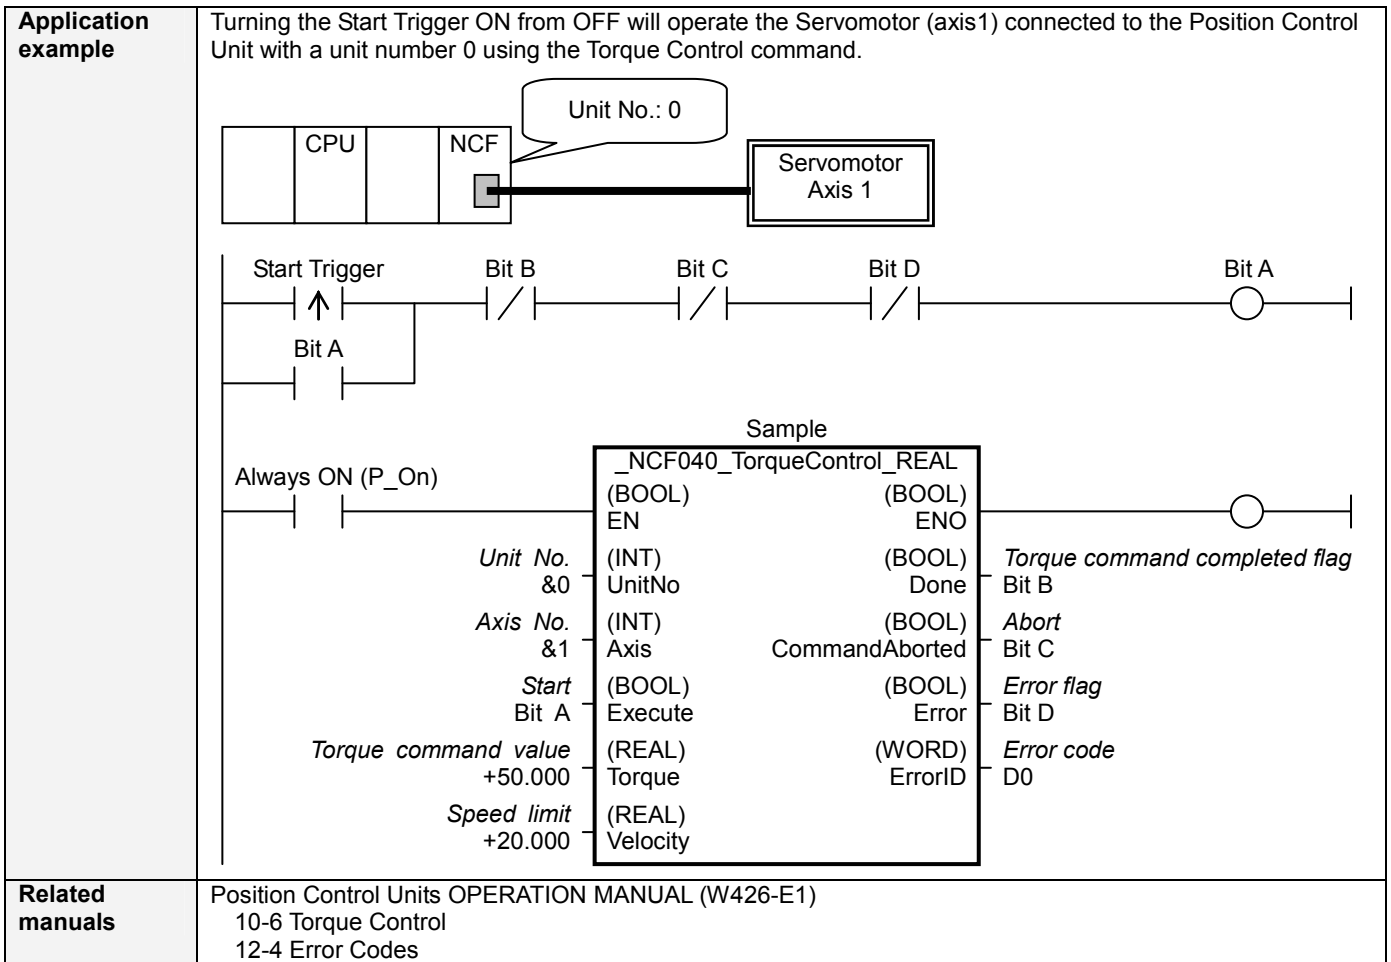 Application
example
Turning the Start Trigger ON from OFF will operate the Servomotor (axis1) connected to the Position Control
Unit with a unit number 0 using the Torque Control command.
Unit No.: 0
CPU
NCF
Servomotor
Axis 1
Start Trigger
Bit B
Bit C
Bit D
Bit A
Bit A
Sample
Always ON (P_On)
_NCF040_TorqueControl_REAL
(BOOL)
EN
(BOOL)
ENO
Unit No.
&0
(INT)
UnitNo
(BOOL)
Done
Torque command completed flag
Bit B
Axis No.
&1
(INT)
Axis
(BOOL)
CommandAborted
Abort
Bit C
Start
Bit A
(BOOL)
Execute
(BOOL)
Error
Error flag
Bit D
Torque command value
+50.000
(REAL)
Torque
(WORD)
ErrorID
Error code
D0
Speed limit
+20.000
(REAL)
Velocity
Related
manuals
Position Control Units OPERATION MANUAL (W426-E1)
10-6 Torque Control
12-4 Error Codes